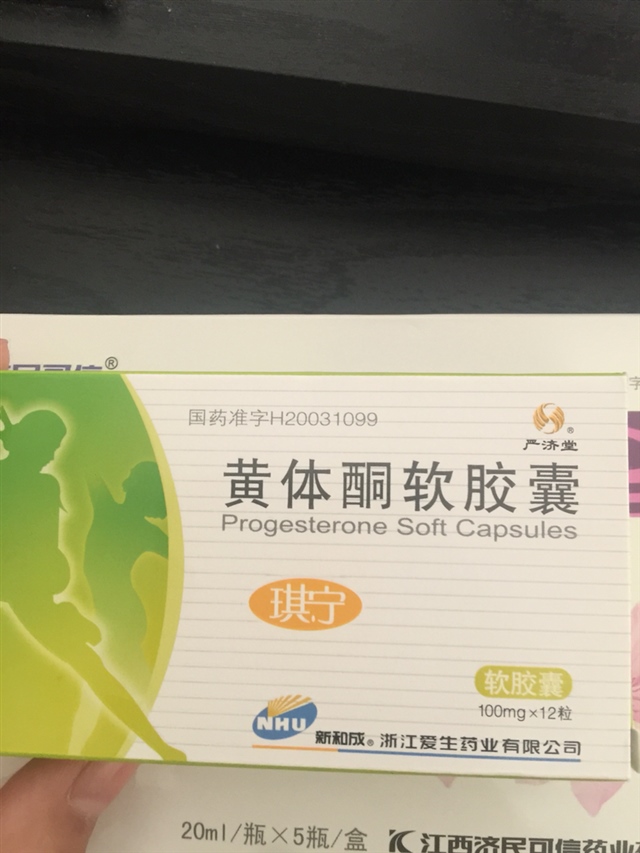 民可信®
国药准字H20031099
严济堂®
黄体酮软胶囊
Progesterone Soft Capsules
琪宁
软胶囊
100mg×12粒
NHU 新和成® 浙江爱生药业有限公司
20ml/瓶×5瓶/盒 江西济民可信药业